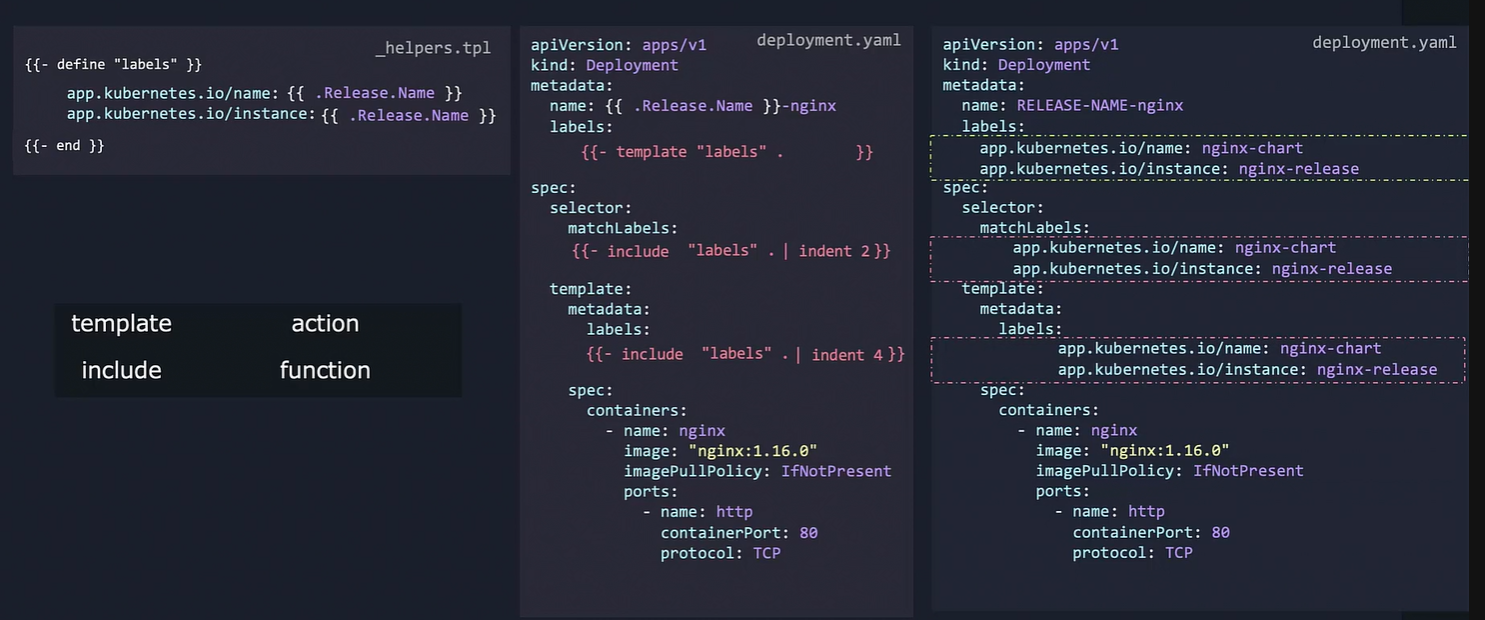 _helpers.tpl
{{- define "labels" }}
app.kubernetes.io/name: {{ .Release.Name }}
app.kubernetes.io/instance: {{ .Release.Name }}
{{- end }}
template action
include function
deployment.yaml
apiVersion: apps/v1
kind: Deployment
metadata:
  name: {{ .Release.Name }}-nginx
  labels:
    {{- template "labels" . }}
spec:
  selector:
    matchLabels:
    {{- include "labels" . | indent 2 }}
  template:
    metadata:
      labels:
      {{- include "labels" . | indent 4 }}
    spec:
      containers:
        - name: nginx
          image: "nginx:1.16.0"
          imagePullPolicy: IfNotPresent
          ports:
            - name: http
              containerPort: 80
              protocol: TCP
deployment.yaml
apiVersion: apps/v1
kind: Deployment
metadata:
  name: RELEASE-NAME-nginx
  labels:
    app.kubernetes.io/name: nginx-chart
    app.kubernetes.io/instance: nginx-release
spec:
  selector:
    matchLabels:
       app.kubernetes.io/name: nginx-chart
       app.kubernetes.io/instance: nginx-release
  template:
    metadata:
      labels:
            app.kubernetes.io/name: nginx-chart
            app.kubernetes.io/instance: nginx-release
    spec:
      containers:
        - name: nginx
          image: "nginx:1.16.0"
          imagePullPolicy: IfNotPresent
          ports:
            - name: http
              containerPort: 80
              protocol: TCP